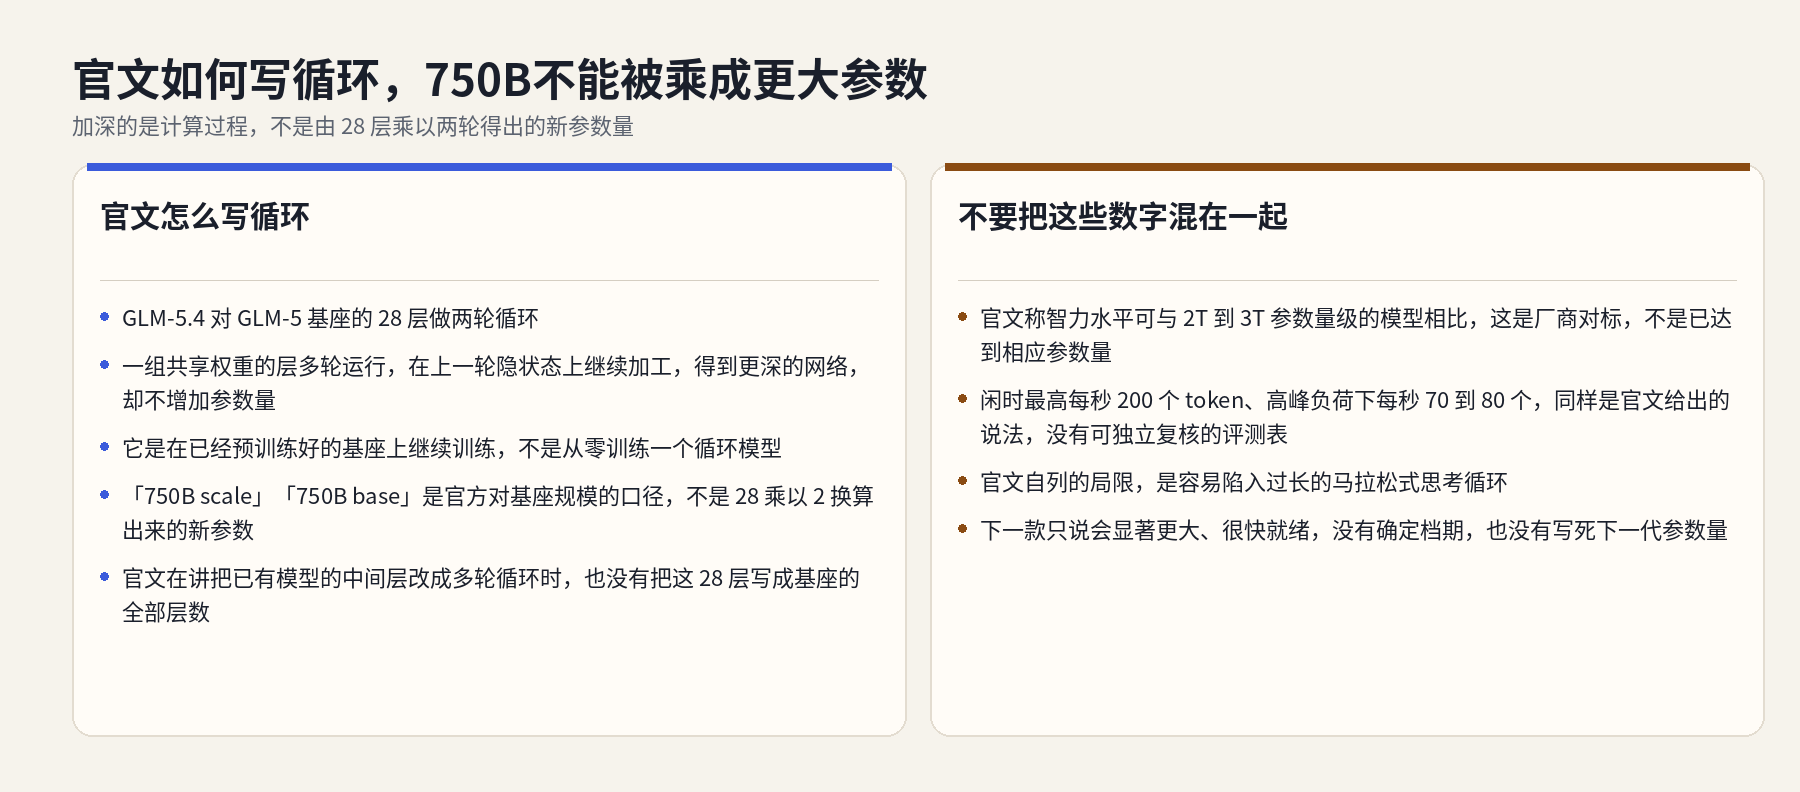 官文如何写循环，750B不能被乘成更大参数
加深的是计算过程，不是由 28 层乘以两轮得出的新参数量
官文怎么写循环
GLM-5.4 对 GLM-5 基座的 28 层做两轮循环
一组共享权重的层多轮运行，在上一轮隐状态上继续加工，得到更深的网络，
却不增加参数量
它是在已经预训练好的基座上继续训练，不是从零训练一个循环模型
「750B scale」「750B base」是官方对基座规模的口径，不是 28 乘以 2 换算
出来的新参数
官文在讲把已有模型的中间层改成多轮循环时，也没有把这 28 层写成基座的
全部层数
不要把这些数字混在一起
官文称智力水平可与 2T 到 3T 参数量级的模型相比，这是厂商对标，不是已达
到相应参数量
闲时最高每秒 200 个 token、高峰负荷下每秒 70 到 80 个，同样是官文给出的
说法，没有可独立复核的评测表
官文自列的局限，是容易陷入过长的马拉松式思考循环
下一款只说会显著更大、很快就绪，没有确定档期，也没有写死下一代参数量